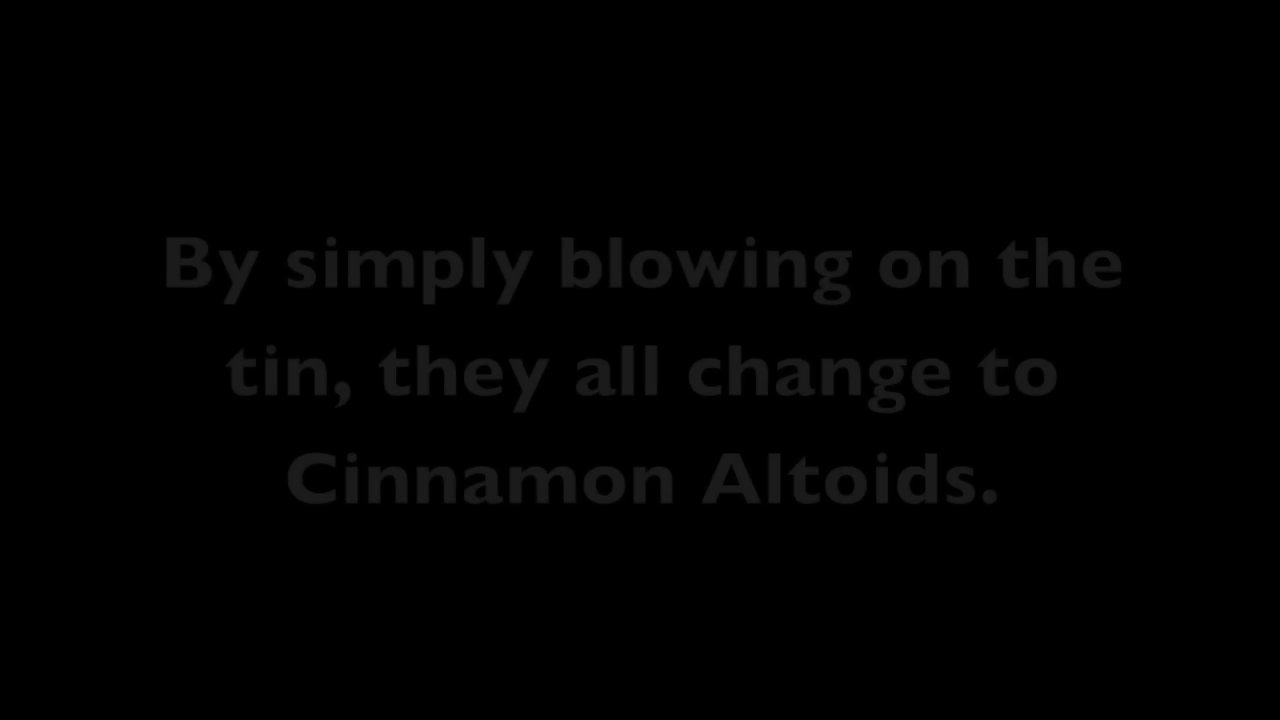 By simply blowing on the
tin, they all change to
Cinnamon Altoids.